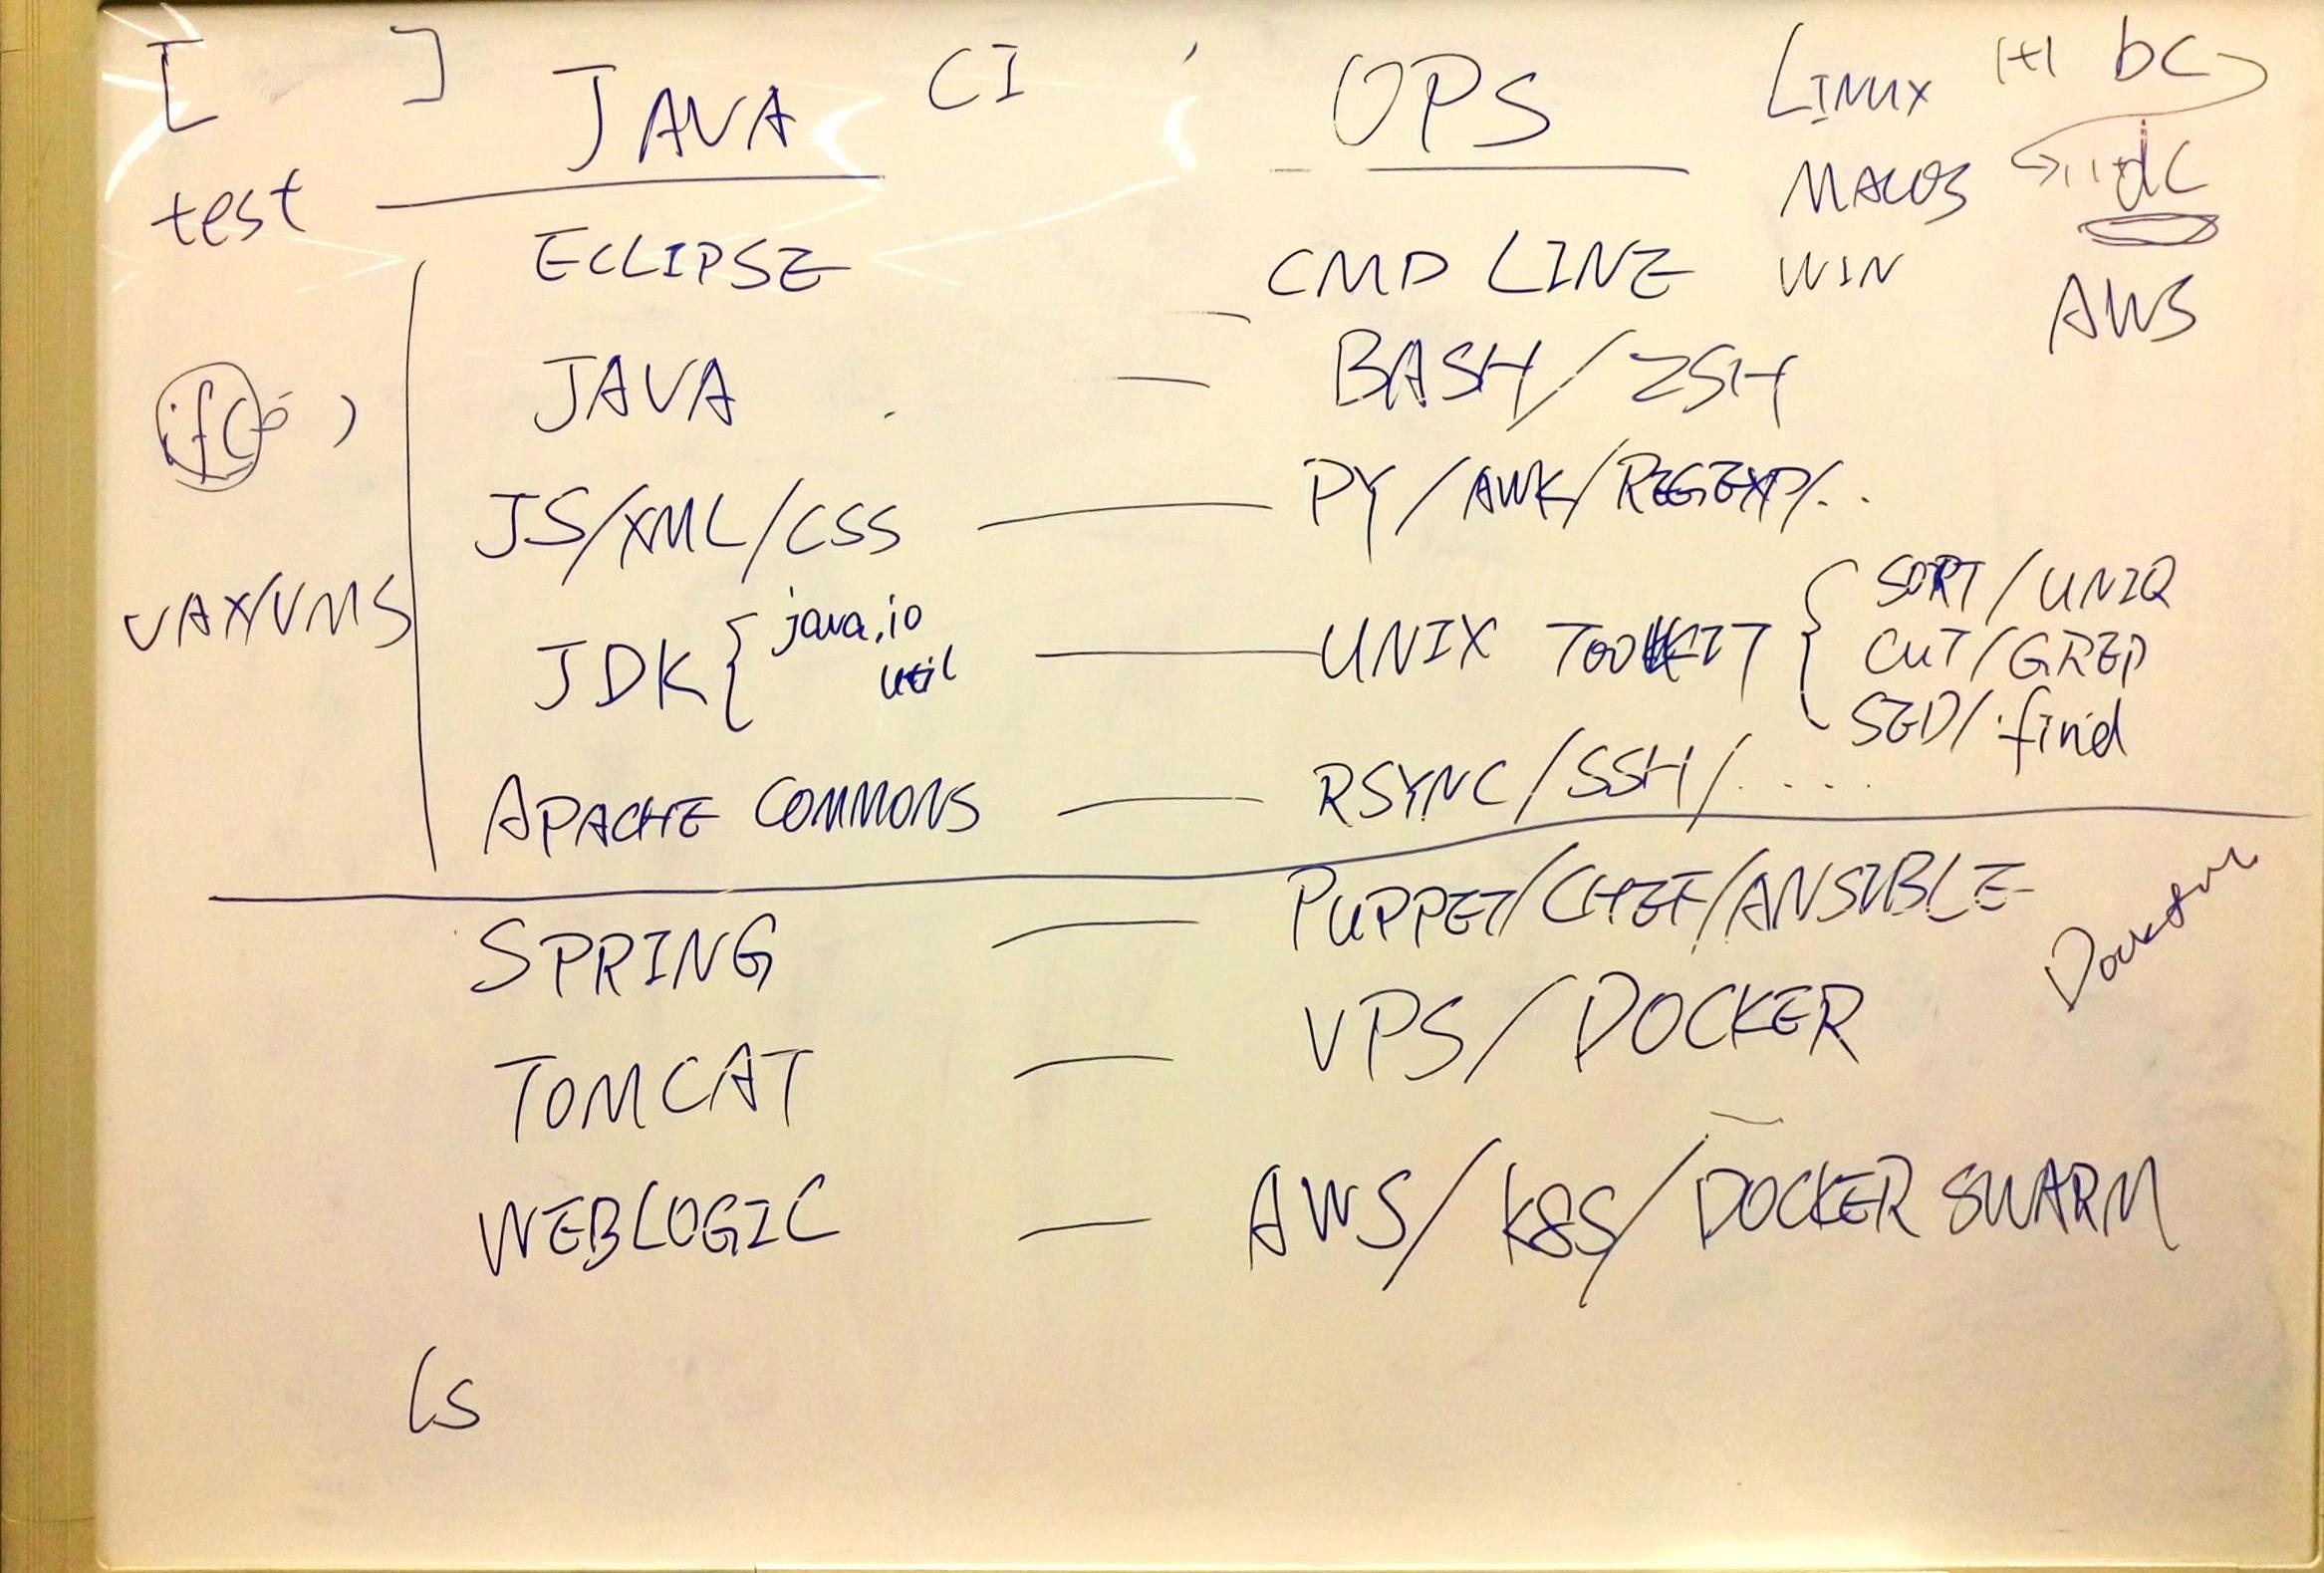 [ ] JAVA CI OPS LINUX 1+1 bc
test MACOS dc
ECLIPSE CMD LINE WIN AWS
JAVA BASH/ZSH
if( )
JS/XML/CSS PY/AWK/REGEXP/..
VAX/VMS JDK { java.io util UNIX TOOLKIT { SORT/UNIQ
CUT/GREP
SED/find
APACHE COMMONS RSYNC/SSH/.....
SPRING PUPPET/CHEF/ANSIBLE
TOMCAT VPS/DOCKER
WEBLOGIC AWS/K8S/DOCKER SWARM
ls